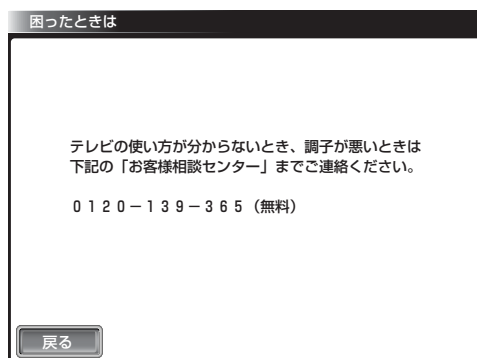 困ったときは
テレビの使い方が分からないとき、調子が悪いときは
下記の「お客様相談センター」までご連絡ください。
０１２０－１３９－３６５（無料）
戻る